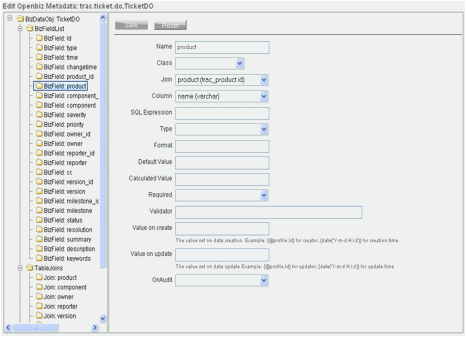 Edit Openbiz Metadata: trac.ticket.do.TicketDO
BizDataObj: TicketDO
BizFieldList
BizField: Id
BizField: type
BizField: time
BizField: changetime
BizField: product_id
BizField: product
BizField: component_
BizField: component
BizField: severity
BizField: priority
BizField: owner_id
BizField: owner
BizField: reporter_id
BizField: reporter
BizField: cc
BizField: version_id
BizField: version
BizField: milestone_ic
BizField: milestone
BizField: status
BizField: resolution
BizField: summary
BizField: description
BizField: keywords
TableJoins
Join: product
Join: component
Join: owner
Join: reporter
Join: version
Save
Name product
Class
Join product (trac_product.id)
Column name (varchar)
SQL Expression
Type
Format
Default Value
Calculated Value
Required
Validator
Value on create
The value set on data creation. Example: {@profile:Id} for creator, {date("Y-m-d H:i:s")} for creation time
Value on update
The value set on data update Example: {@profile:Id} for updator, {date("Y-m-d H:i:s")} for update time
OnAudit